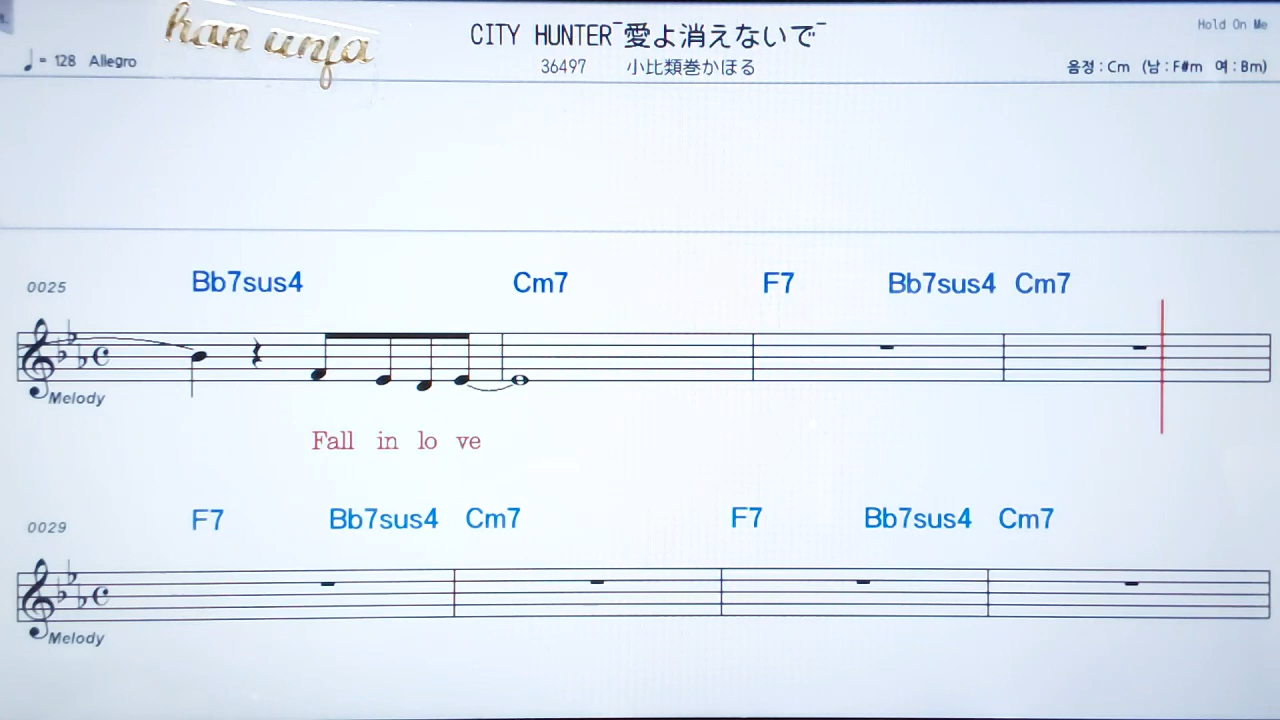 han unfa
CITY HUNTER‾愛よ消えないで‾
Hold On Me
♩= 128 Allegro
36497 小比類巻かほる
음정 : Cm (남 : F#m 여 : Bm)
0025 Bb7sus4 Cm7 F7 Bb7sus4 Cm7
Melody
Fall in lo ve
0029 F7 Bb7sus4 Cm7 F7 Bb7sus4 Cm7
Melody